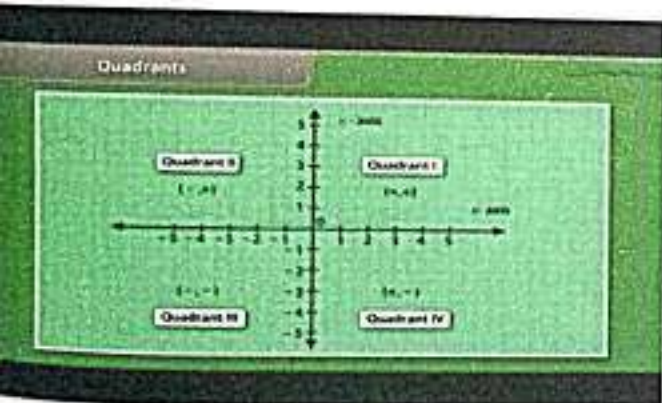 Quadrants
y - axis
5
4
3
2
1
Quadrant II
(-,+)
Quadrant I
(+,+)
x - axis
0
-5 -4 -3 -2 -1
1 2 3 4 5
-1
-2
-3
-4
-5
(-,-)
Quadrant III
(+,-)
Quadrant IV